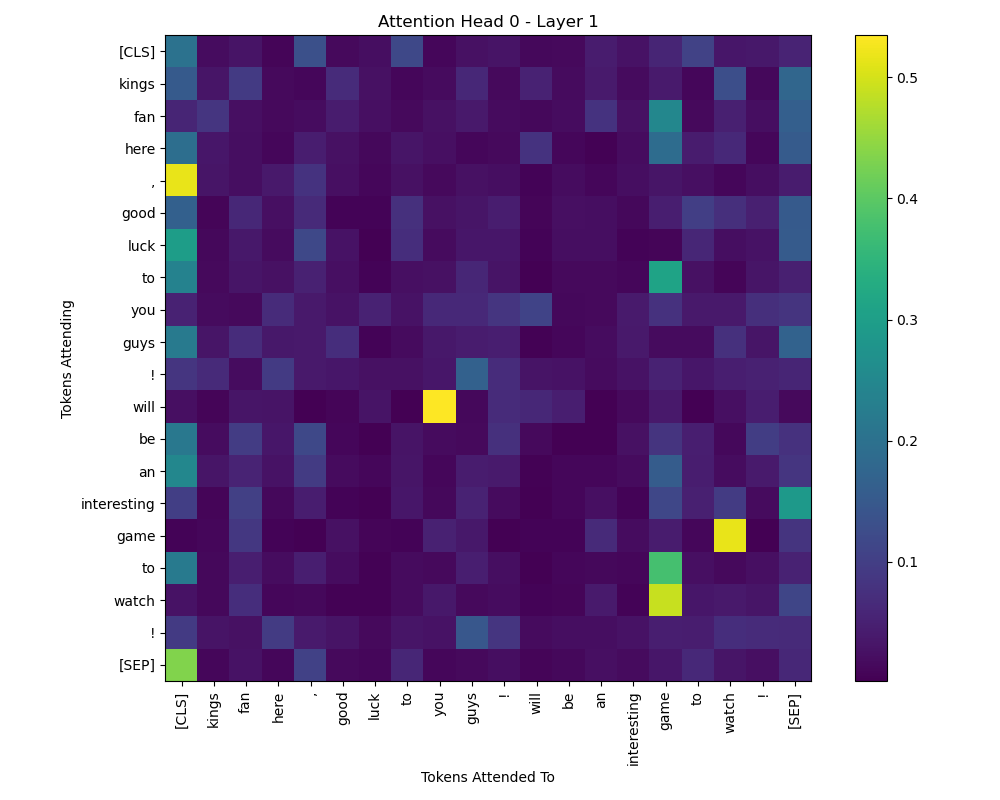 Attention Head 0 - Layer 1
Tokens Attending
[CLS]
kings
fan
here
,
good
luck
to
you
guys
!
will
be
an
interesting
game
to
watch
!
[SEP]
[CLS]
kings
fan
here
,
good
luck
to
you
guys
!
will
be
an
interesting
game
to
watch
!
[SEP]
Tokens Attended To
0.5
0.4
0.3
0.2
0.1